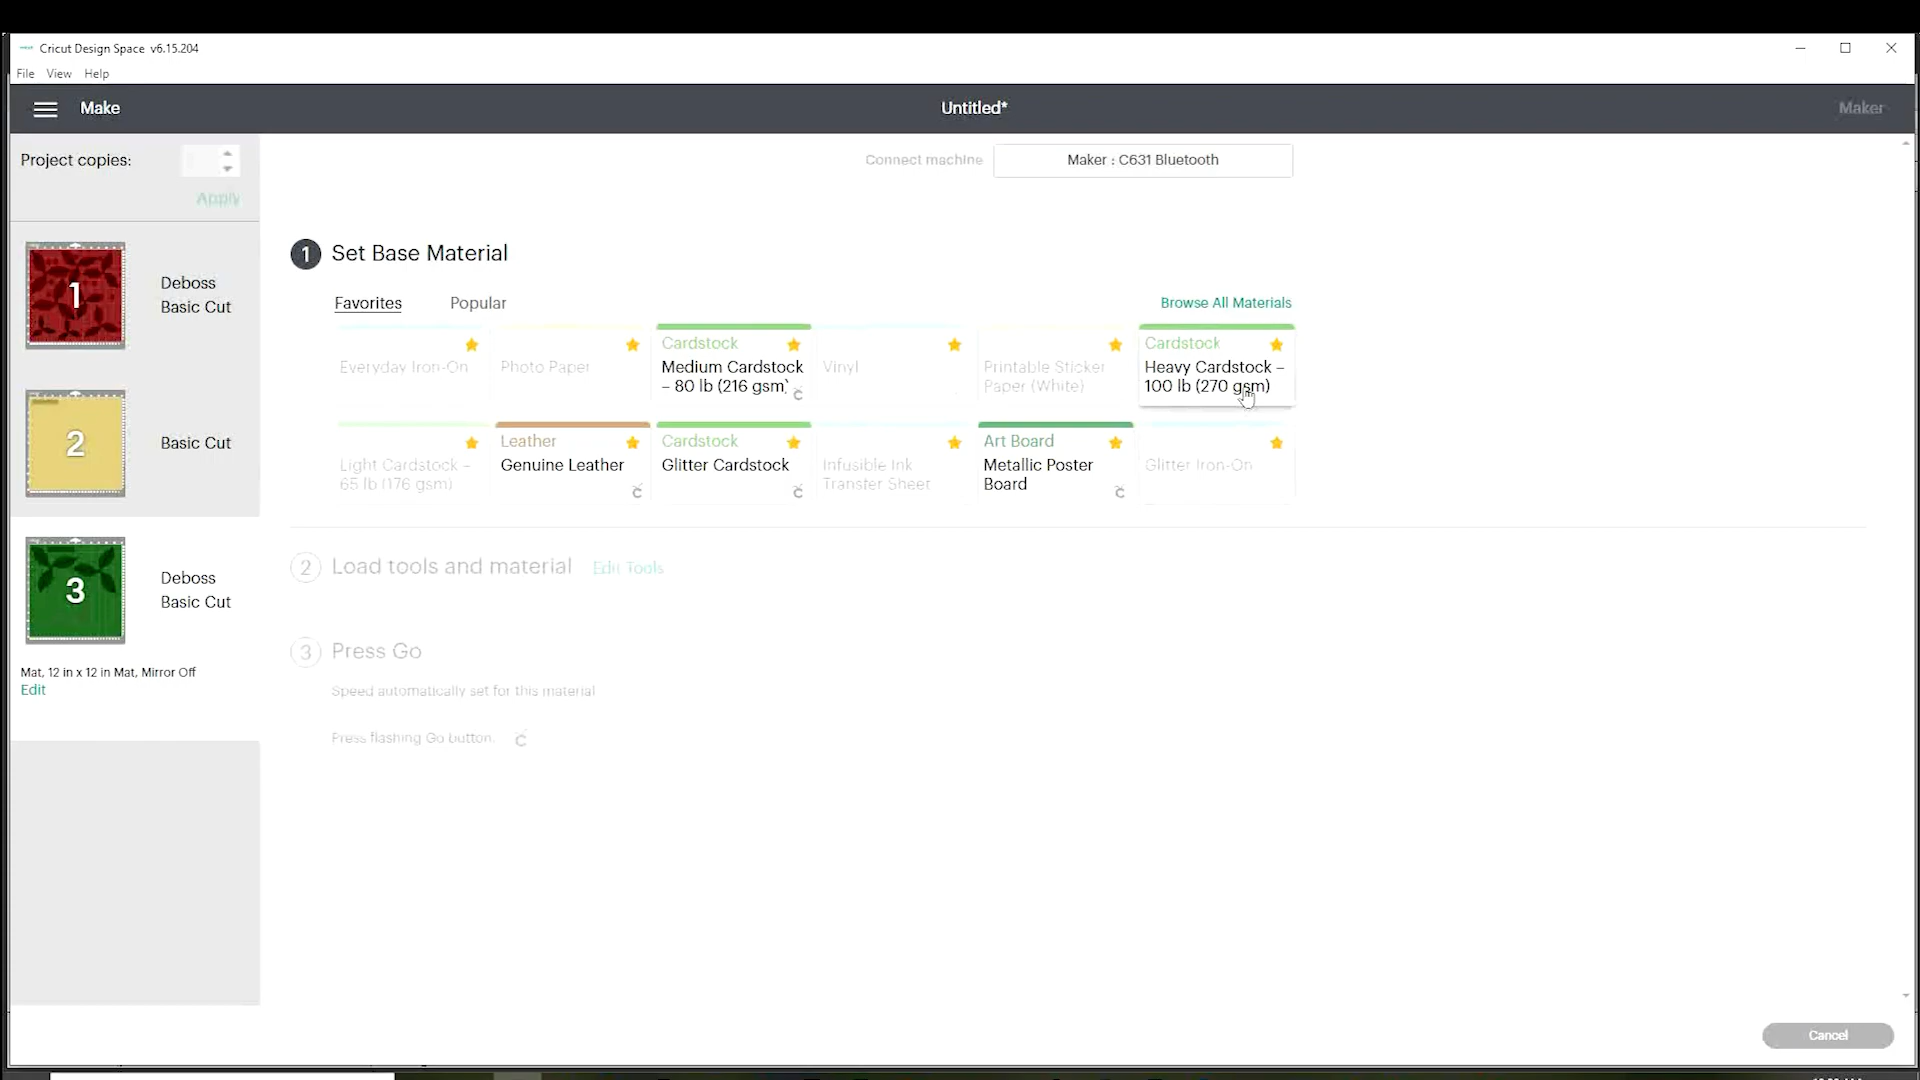 Cricut Design Space v6.15.204
File View Help
Make
Untitled*
Maker
Project copies:
Apply
Connect machine
Maker : C631 Bluetooth
1
Deboss
Basic Cut
2
Basic Cut
3
Deboss
Basic Cut
Mat, 12 in x 12 in Mat, Mirror Off
Edit
1 Set Base Material
Favorites Popular Browse All Materials
Everyday Iron-On
Photo Paper
Cardstock
Medium Cardstock
– 80 lb (216 gsm)
Vinyl
Printable Sticker
Paper (White)
Cardstock
Heavy Cardstock –
100 lb (270 gsm)
Light Cardstock –
65 lb (176 gsm)
Leather
Genuine Leather
Cardstock
Glitter Cardstock
Infusible Ink
Transfer Sheet
Art Board
Metallic Poster
Board
Glitter Iron-On
2 Load tools and material Edit Tools
3 Press Go
Speed automatically set for this material
Press flashing Go button.
Cancel